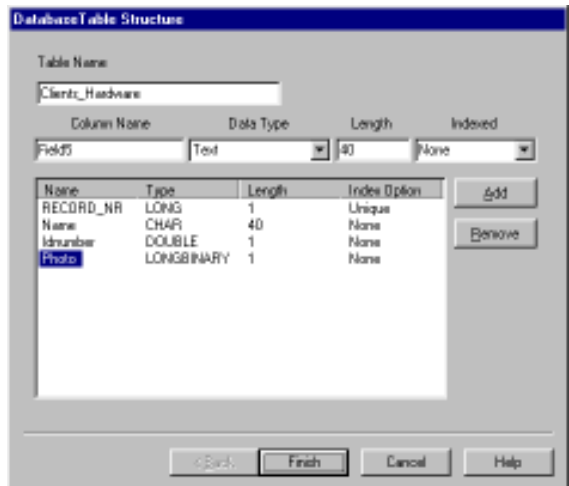 DatabaseTable Structure
Table Name
Clients_Hardware
Column Name Data Type Length Indexed
Field5 Text 40 None
Name Type Length Index Option
RECORD_NR LONG 1 Unique
Name CHAR 40 None
Idnumber DOUBLE 1 None
Photo LONGBINARY 1 None
Add
Remove
< Back Finish Cancel Help